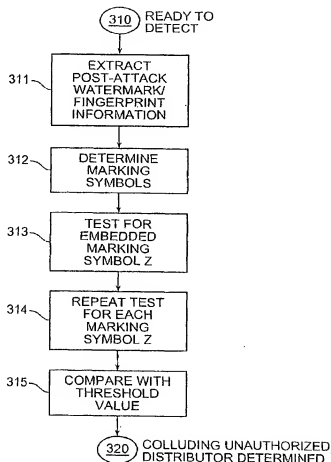 310 READY TO
DETECT
311
EXTRACT
POST-ATTACK
WATERMARK/
FINGERPRINT
INFORMATION
312
DETERMINE
MARKING
SYMBOLS
313
TEST FOR
EMBEDDED
MARKING
SYMBOL Z
314
REPEAT TEST
FOR EACH
MARKING
SYMBOL Z
315
COMPARE WITH
THRESHOLD
VALUE
320 COLLUDING UNAUTHORIZED
DISTRIBUTOR DETERMINED